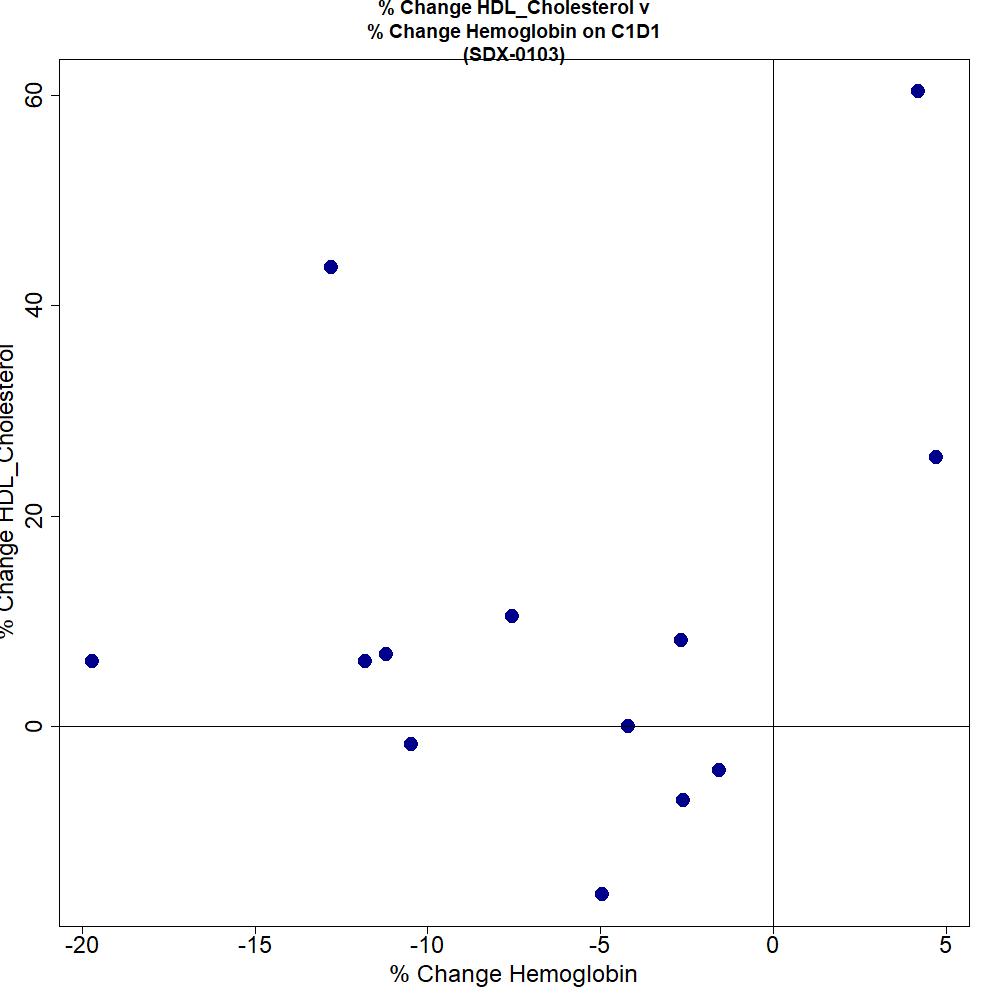 % Change HDL_Cholesterol v
% Change Hemoglobin on C1D1
(SDX-0103)
60
40
20
0
% Change HDL_Cholesterol
-20
-15
-10
-5
0
5
% Change Hemoglobin